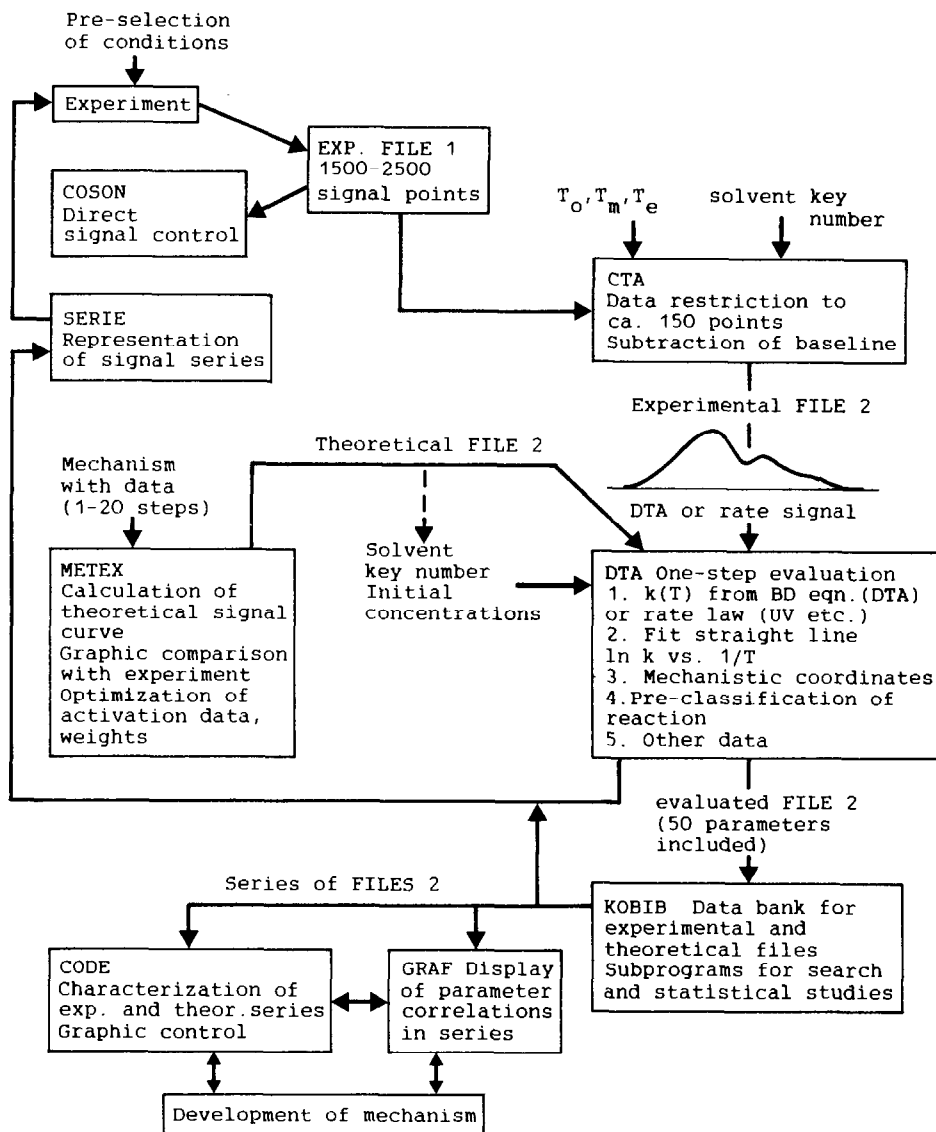 Pre-selection
of conditions
Experiment
EXP. FILE 1
1500-2500
signal points
COSON
Direct
signal control
To,Tm,Te
solvent key
number
CTA
Data restriction to
ca. 150 points
Subtraction of baseline
SERIE
Representation
of signal series
Experimental FILE 2
Theoretical FILE 2
Mechanism
with data
(1-20 steps)
DTA or rate signal
Solvent
key number
Initial
concentrations
METEX
Calculation of
theoretical signal
curve
Graphic comparison
with experiment
Optimization of
activation data,
weights
DTA One-step evaluation
1. k(T) from BD eqn.(DTA)
or rate law (UV etc.)
2. Fit straight line
ln k vs. 1/T
3. Mechanistic coordinates
4.Pre-classification of
reaction
5. Other data
evaluated FILE 2
(50 parameters
included)
Series of FILES 2
KOBIB Data bank for
experimental and
theoretical files
Subprograms for search
and statistical studies
CODE
Characterization of
exp. and theor.series
Graphic control
GRAF Display
of parameter
correlations
in series
Development of mechanism